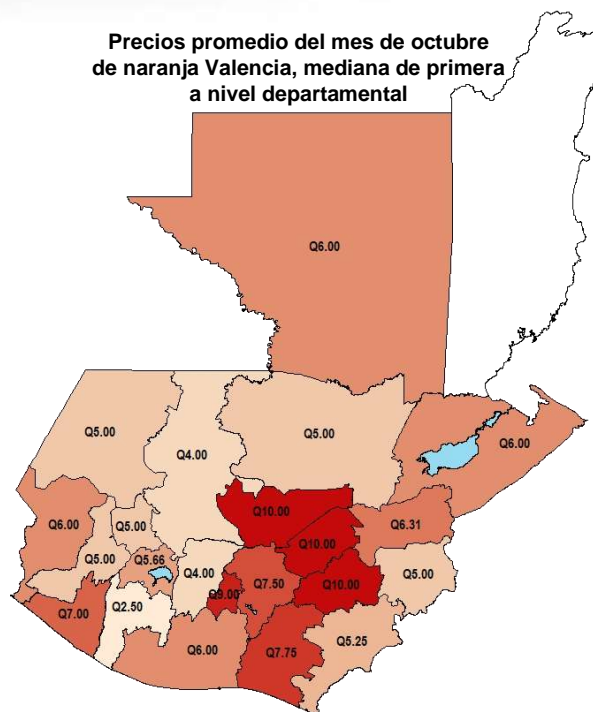 Precios promedio del mes de octubre
de naranja Valencia, mediana de primera
a nivel departamental
Q6.00
Q5.00
Q4.00
Q5.00
Q6.00
Q6.00
Q5.00
Q10.00
Q6.31
Q5.00
Q5.66
Q4.00
Q9.00
Q7.50
Q10.00
Q10.00
Q5.00
Q7.00
Q2.50
Q6.00
Q7.75
Q5.25